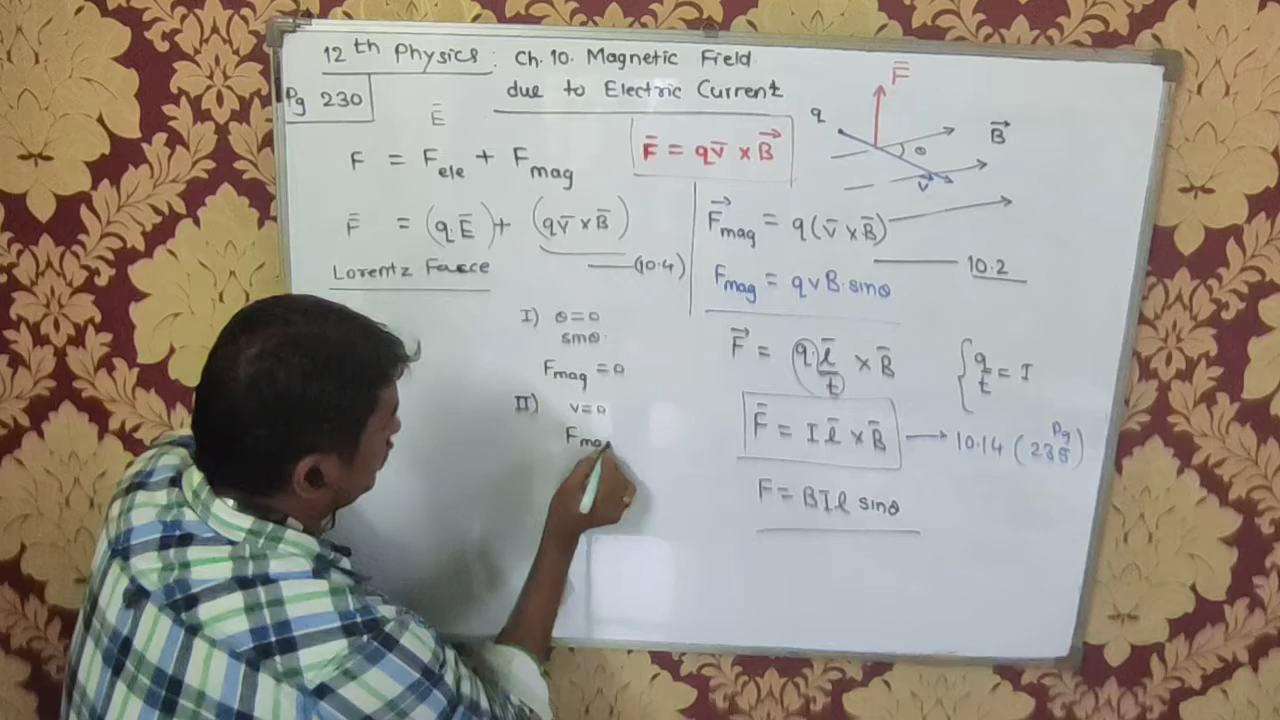 12 th Physics : Ch. 10. Magnetic Field
due to Electric Current
Pg 230
Ē
F = Fele + Fmag
F̄ = (qĒ) + (qv̄ × B̄)
(10.4)
Lorentz Force
F̄ = qv̄ × B⃗
F̄
q
B⃗
θ
v⃗
F⃗mag = q(v̄ × B̄)
10.2
Fmag = qvB·sinθ
F⃗ = q·l̄/t × B̄
{q/t = I
F̄ = I l̄ × B̄ → 10.14 (Pg 235)
F = BIl sinθ
I) θ=0
sinθ
Fmag = 0
II) v=0
Fmag